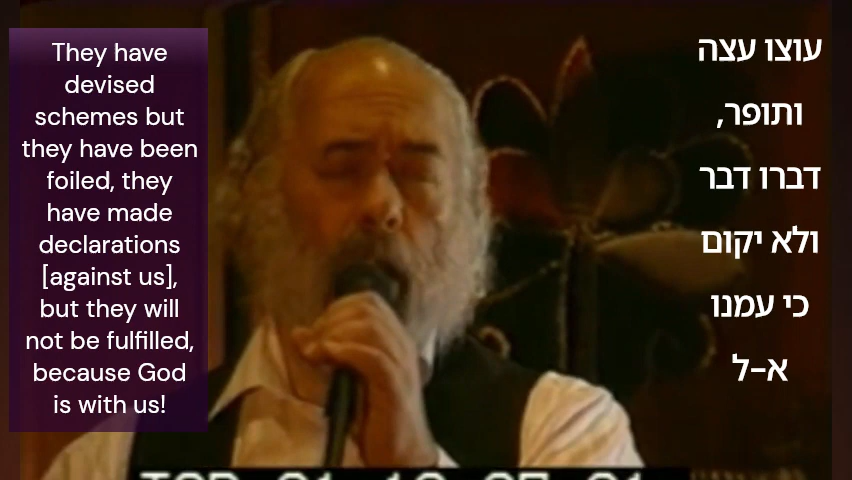 They have
devised
schemes but
they have been
foiled, they
have made
declarations
[against us],
but they will
not be fulfilled,
because God
is with us!
עוצו עצה
ותופר,
דברו דבר
ולא יקום
כי עמנו
א-ל